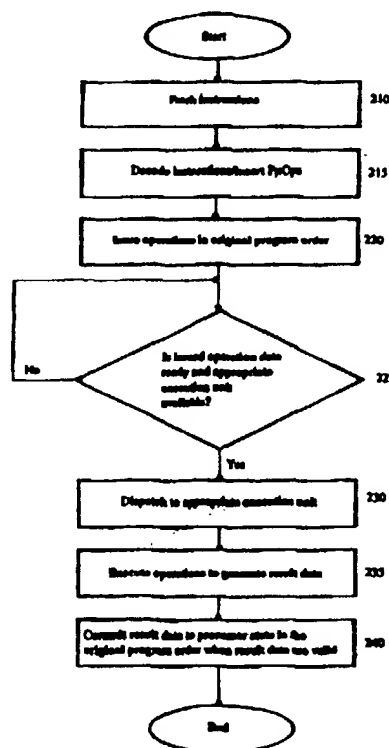 Start
Fetch Instructions
210
Decode Instructions/Insert FpOps
215
Issue operations in original program order
220
Is issued operation data
ready and appropriate
execution unit
available?
No
22
Yes
Dispatch to appropriate execution unit
230
Execute operations to generate result data
235
Commit result data to processor state in the
original program order when result data are valid
240
End